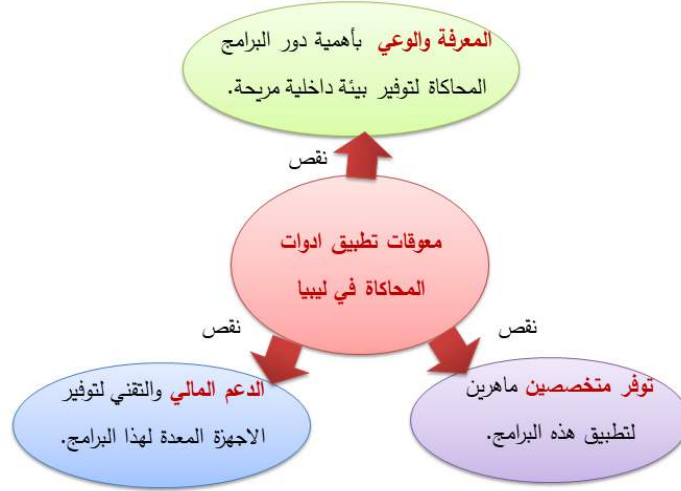 المعرفة والوعي بأهمية دور البرامج
المحاكاة لتوفير بيئة داخلية مريحة.
نقص
معوقات تطبيق ادوات
المحاكاة في ليبيا
نقص
نقص
توفر متخصصين ماهرين
لتطبيق هذه البرامج.
الدعم المالي والتقني لتوفير
الاجهزة المعدة لهذا البرامج.